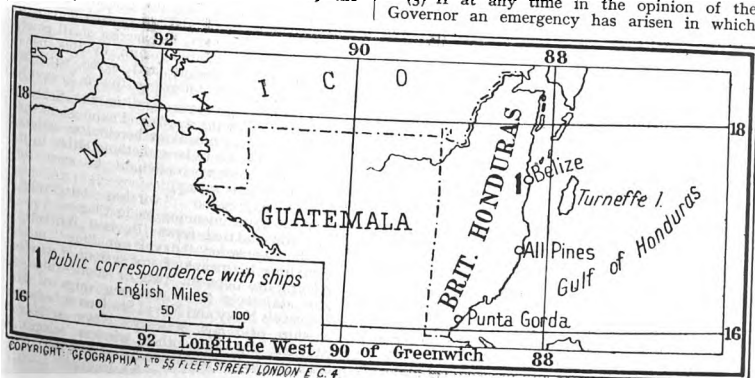 (3) If at any time in the opinion of the
Governor an emergency has arisen in which
92 90 88
18 MEXICO 18
BRIT. HONDURAS
1 Belize
Turneffe I.
GUATEMALA
All Pines
Gulf of Honduras
1 Public correspondence with ships
English Miles
0 50 100
Punta Gorda
16 16
92 Longitude West 90 of Greenwich 88
COPYRIGHT: "GEOGRAPHIA" LTD 55 FLEET STREET LONDON E.C. 4